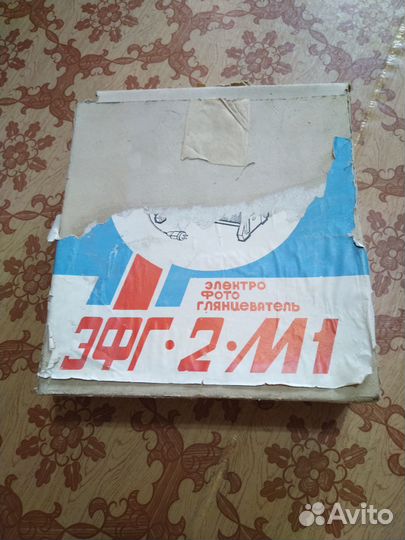 электро
фото
глянцеватель
ЭФГ·2·М1
Avito